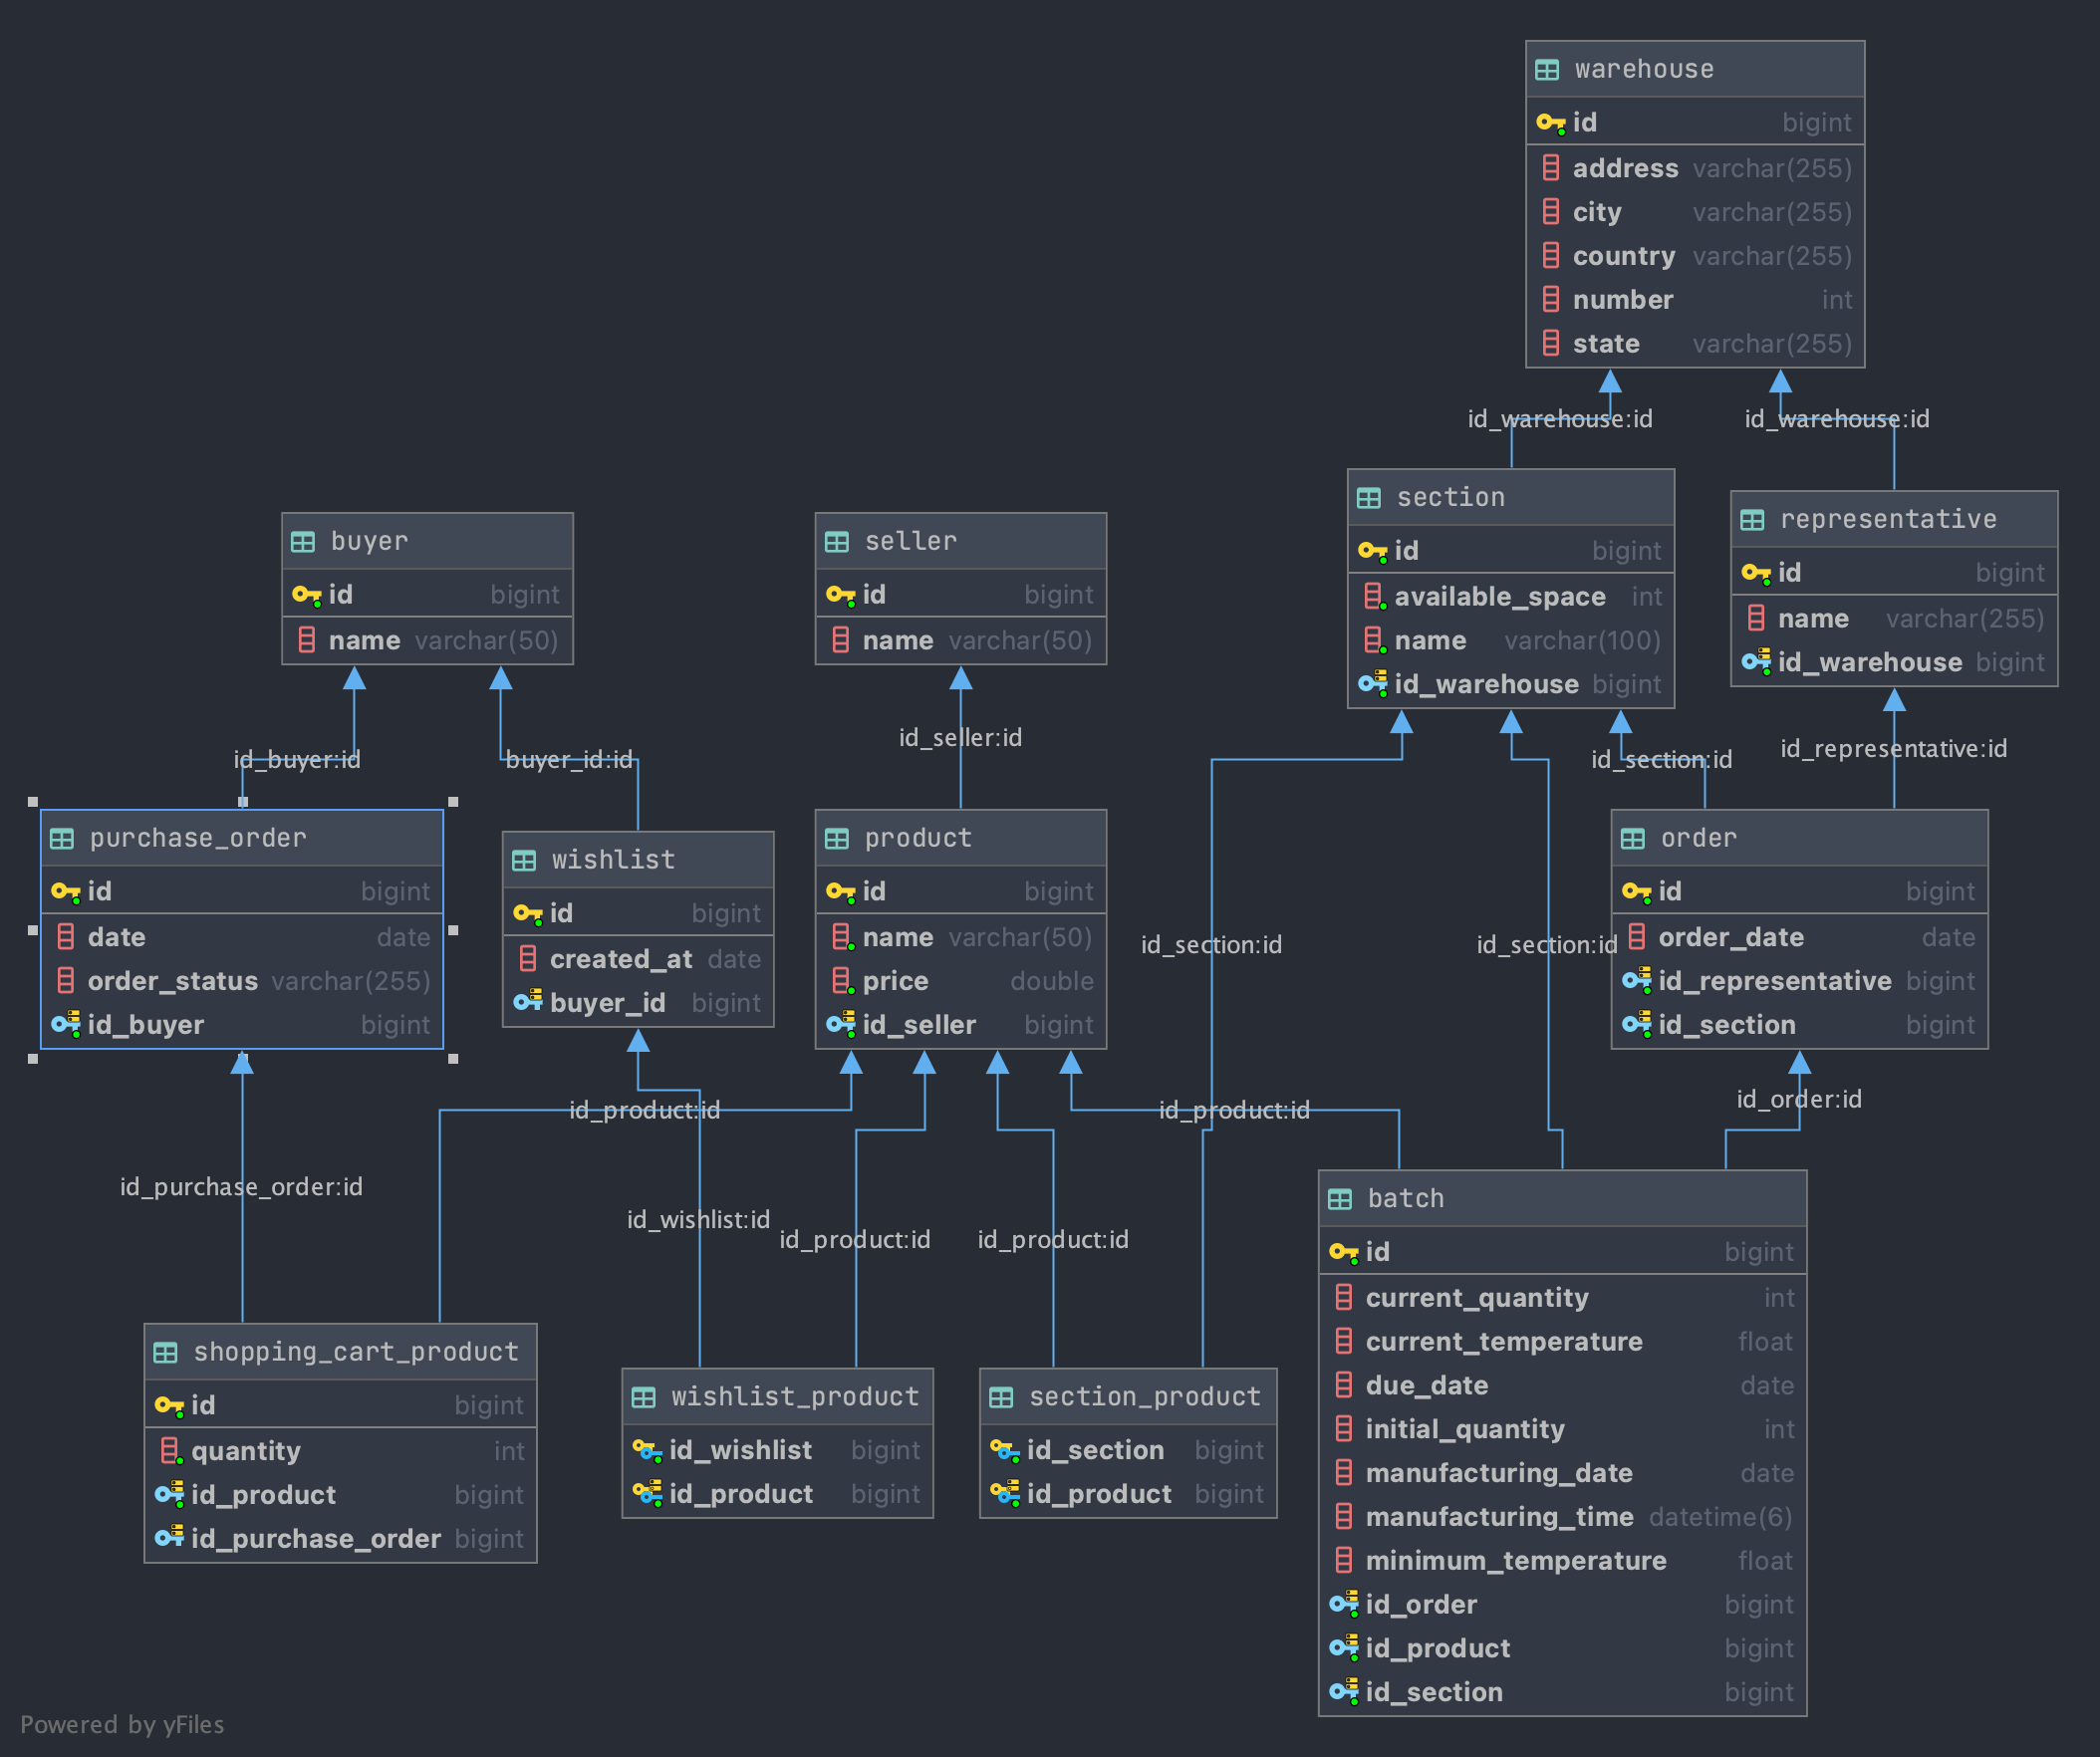 warehouse
id bigint
address varchar(255)
city varchar(255)
country varchar(255)
number int
state varchar(255)
id_warehouse:id
id_warehouse:id
section
id bigint
available_space int
name varchar(100)
id_warehouse bigint
representative
id bigint
name varchar(255)
id_warehouse bigint
buyer
id bigint
name varchar(50)
seller
id bigint
name varchar(50)
id_buyer:id
buyer_id:id
id_seller:id
id_section:id
id_representative:id
purchase_order
id bigint
date date
order_status varchar(255)
id_buyer bigint
wishlist
id bigint
created_at date
buyer_id bigint
product
id bigint
name varchar(50)
price double
id_seller bigint
id_section:id
id_section:id
order
id bigint
order_date date
id_representative bigint
id_section bigint
id_product:id
id_product:id
id_order:id
id_purchase_order:id
id_wishlist:id
id_product:id
id_product:id
shopping_cart_product
id bigint
quantity int
id_product bigint
id_purchase_order bigint
wishlist_product
id_wishlist bigint
id_product bigint
section_product
id_section bigint
id_product bigint
batch
id bigint
current_quantity int
current_temperature float
due_date date
initial_quantity int
manufacturing_date date
manufacturing_time datetime(6)
minimum_temperature float
id_order bigint
id_product bigint
id_section bigint
Powered by yFiles